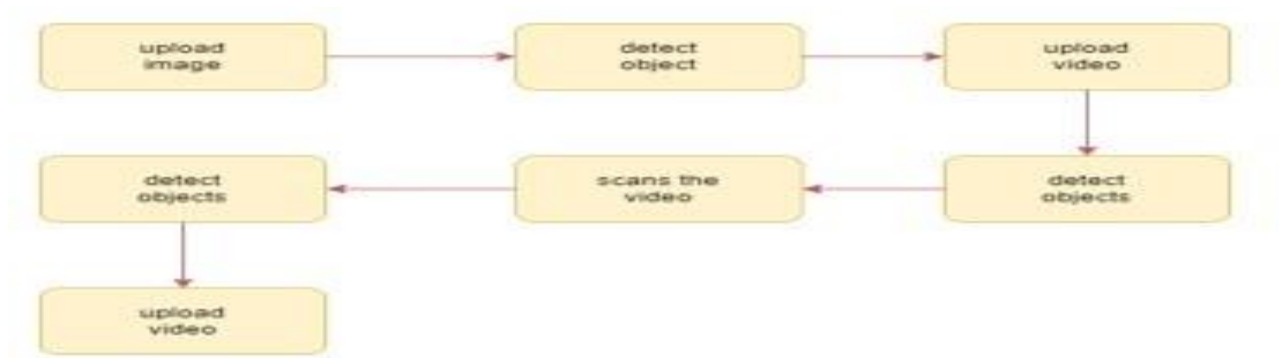 upload
image
detect
object
upload
video
detect
objects
scans the
video
detect
objects
upload
video